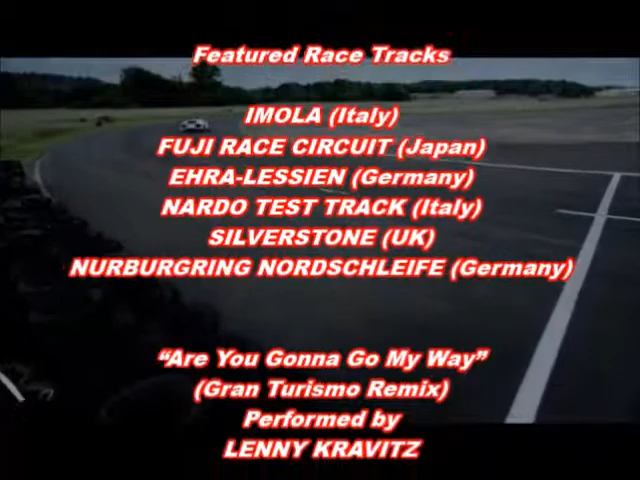 Featured Race Tracks
IMOLA (Italy)
FUJI RACE CIRCUIT (Japan)
EHRA-LESSIEN (Germany)
NARDO TEST TRACK (Italy)
SILVERSTONE (UK)
NURBURGRING NORDSCHLEIFE (Germany)
“Are You Gonna Go My Way”
(Gran Turismo Remix)
Performed by
LENNY KRAVITZ